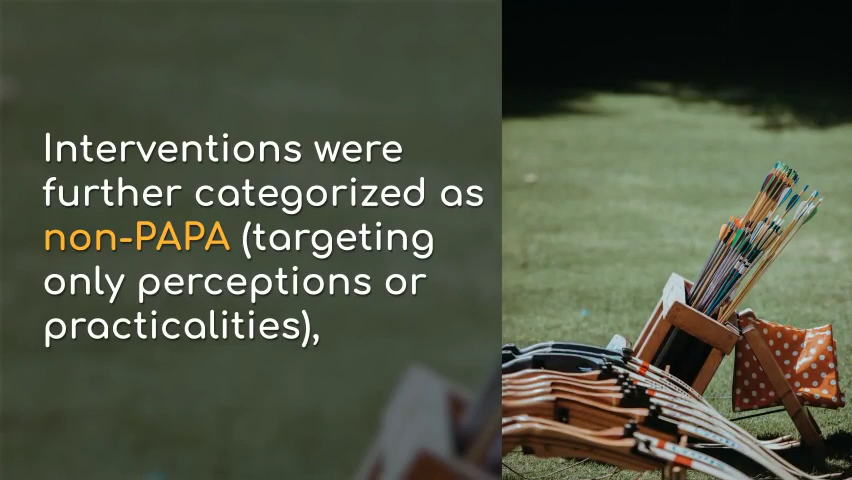 Interventions were
further categorized as
non-PAPA (targeting
only perceptions or
practicalities),